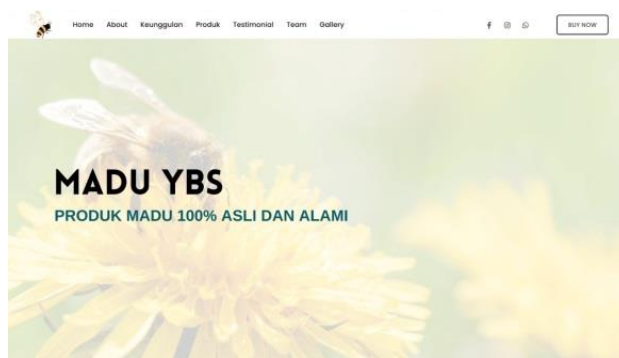 Home About Keunggulan Produk Testimonial Team Gallery BUY NOW
MADU YBS
PRODUK MADU 100% ASLI DAN ALAMI